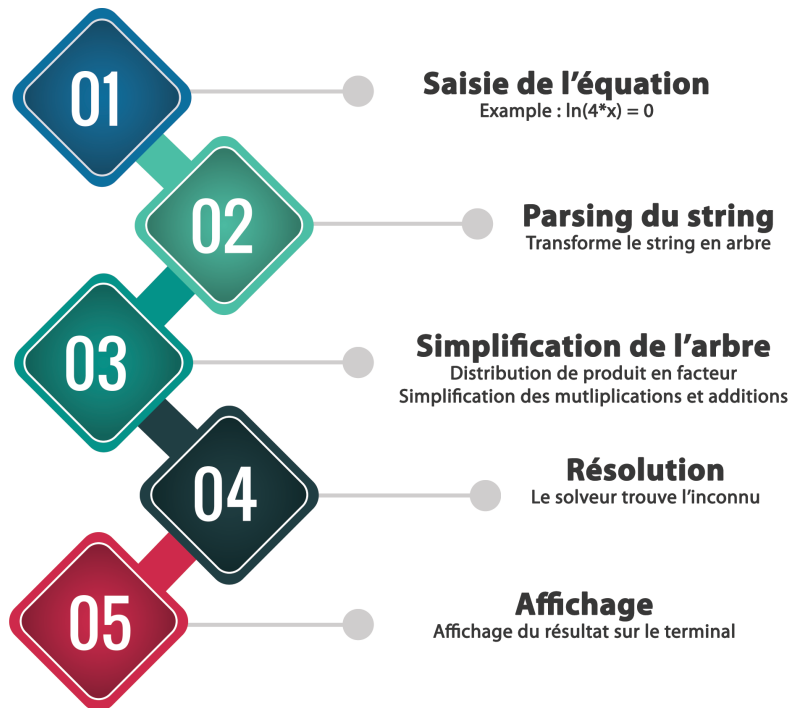 01
Saisie de l’équation
Example : ln(4*x) = 0
02
Parsing du string
Transforme le string en arbre
03
Simplification de l’arbre
Distribution de produit en facteur
Simplification des mutliplications et additions
04
Résolution
Le solveur trouve l’inconnu
05
Affichage
Affichage du résultat sur le terminal